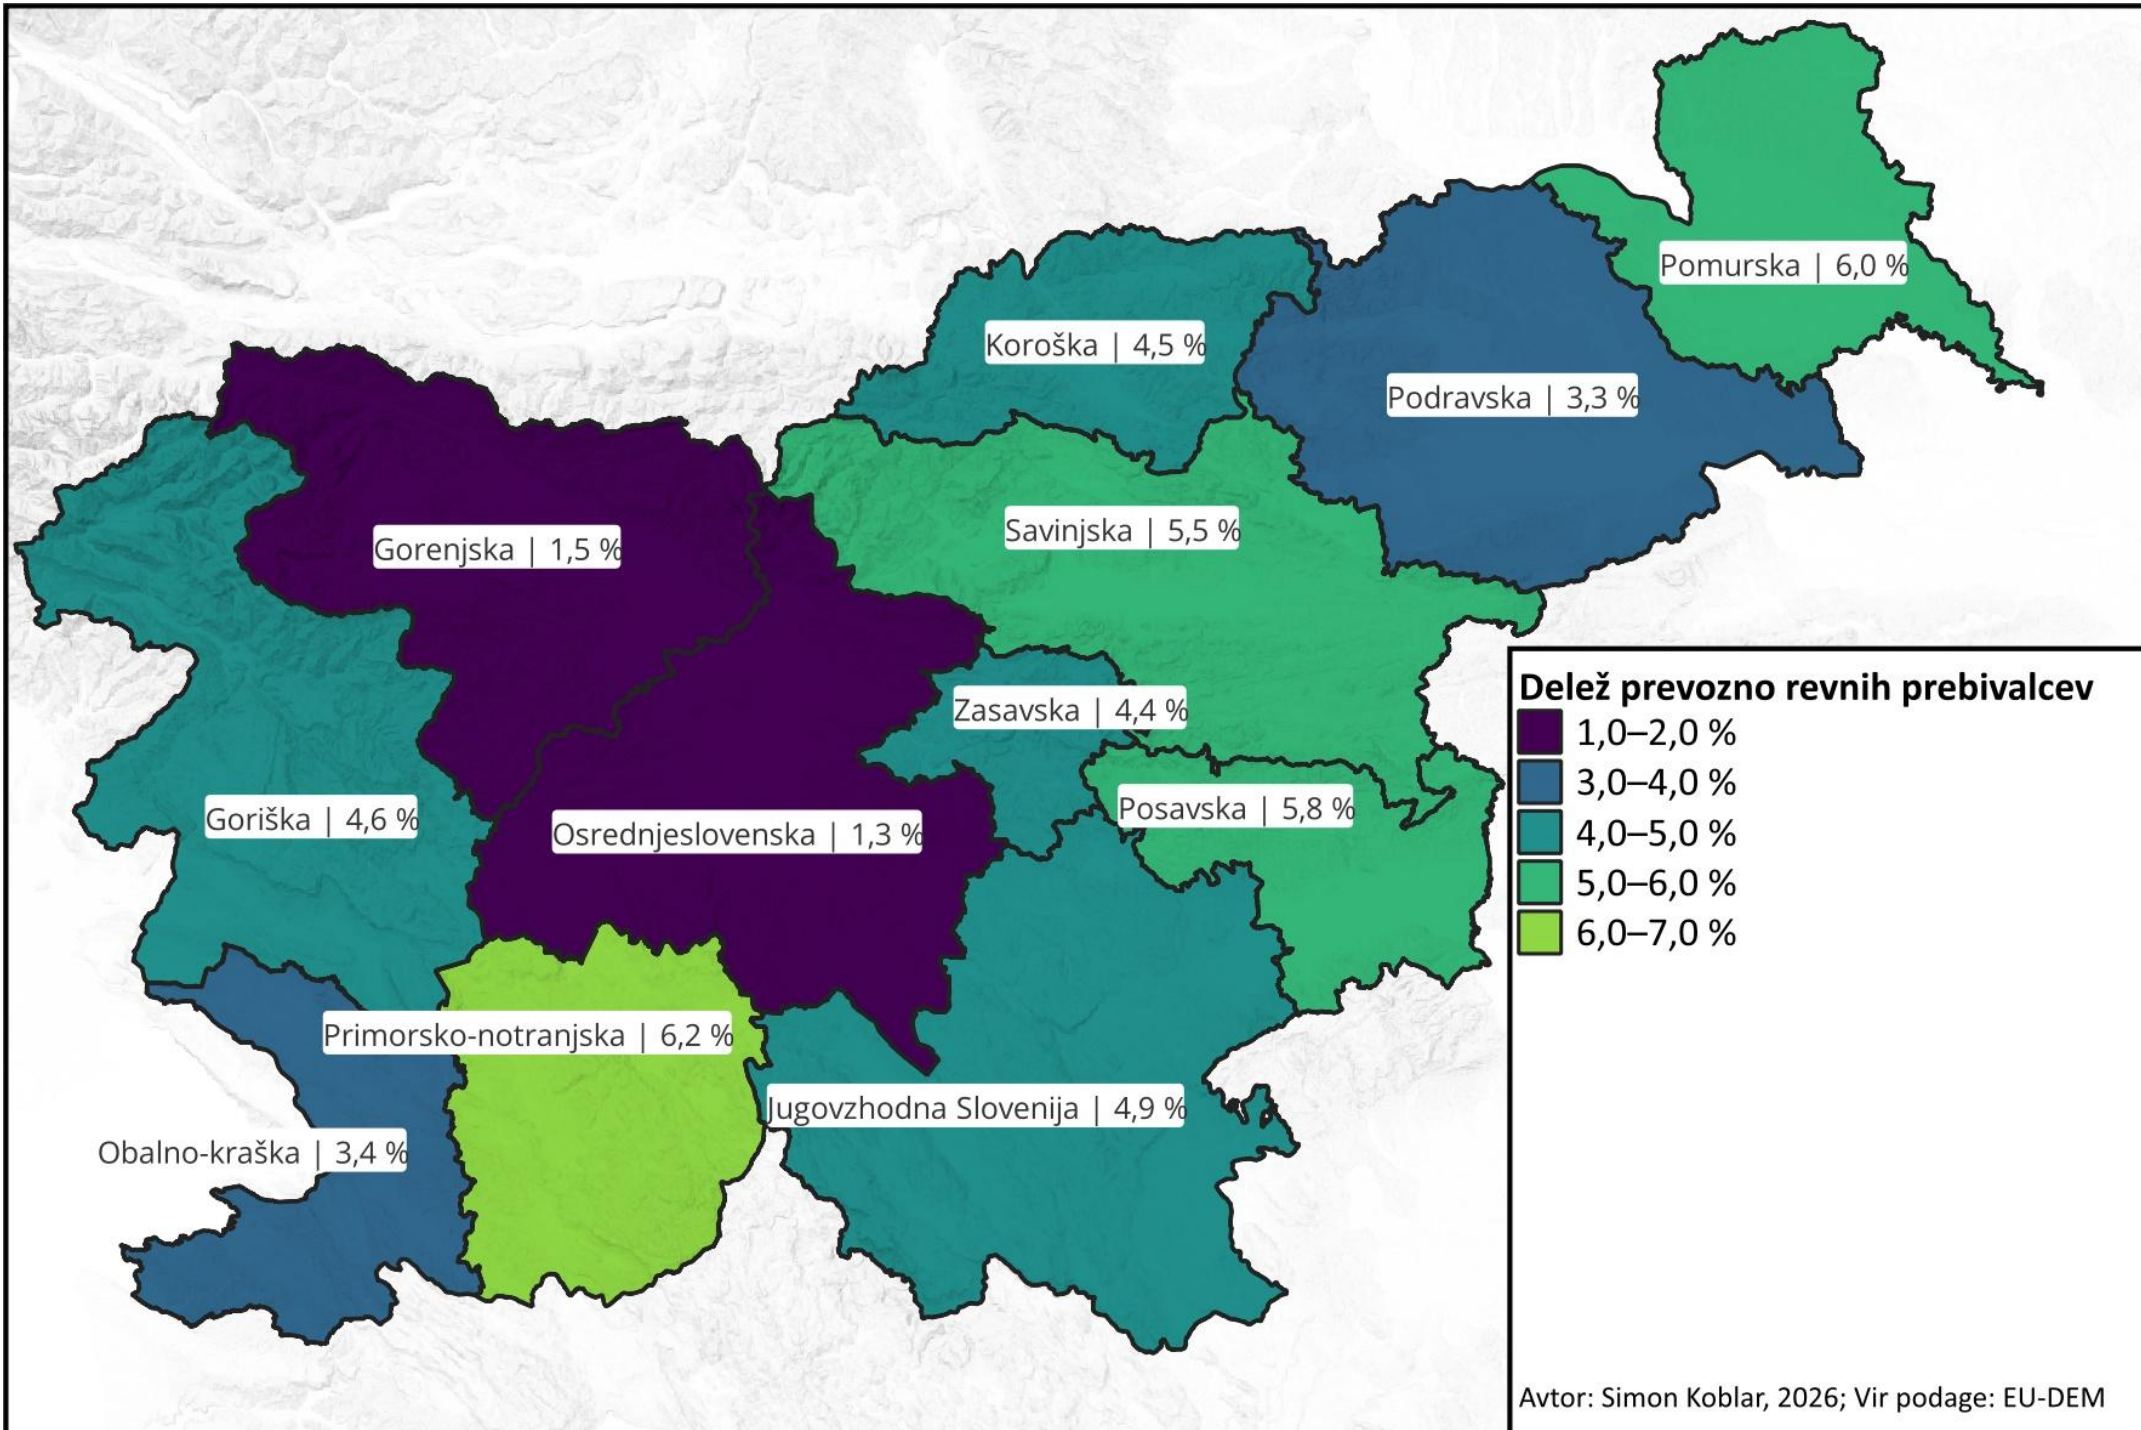 Pomurska | 6,0 %
Koroška | 4,5 %
Podravska | 3,3 %
Savinjska | 5,5 %
Gorenjska | 1,5 %
Zasavska | 4,4 %
Posavska | 5,8 %
Goriška | 4,6 %
Osrednjeslovenska | 1,3 %
Primorsko-notranjska | 6,2 %
Jugovzhodna Slovenija | 4,9 %
Obalno-kraška | 3,4 %
Delež prevozno revnih prebivalcev
1,0–2,0 %
3,0–4,0 %
4,0–5,0 %
5,0–6,0 %
6,0–7,0 %
Avtor: Simon Koblar, 2026; Vir podage: EU-DEM